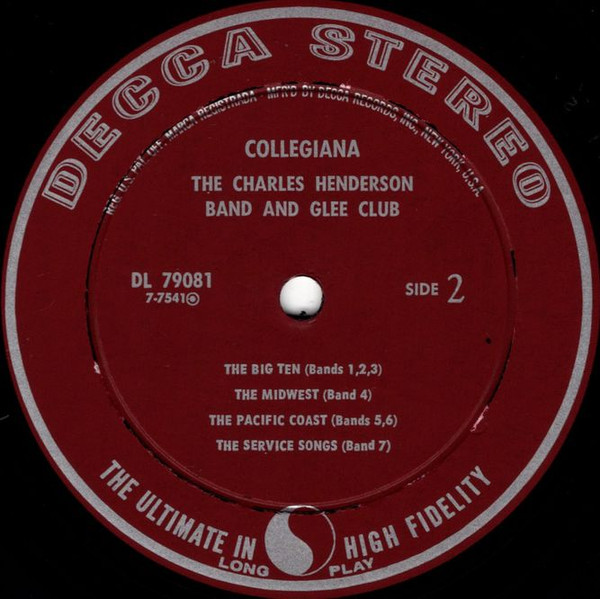 DECCA STEREO
REG. U.S. PAT. OFF. MARCA REGISTRADA • MFR'D BY DECCA RECORDS, INC., NEW YORK, U.S.A.
COLLEGIANA
THE CHARLES HENDERSON
BAND AND GLEE CLUB
DL 79081
7-7541
SIDE 2
THE BIG TEN (Bands 1,2,3)
THE MIDWEST (Band 4)
THE PACIFIC COAST (Bands 5,6)
THE SERVICE SONGS (Band 7)
THE ULTIMATE IN HIGH FIDELITY
LONG PLAY